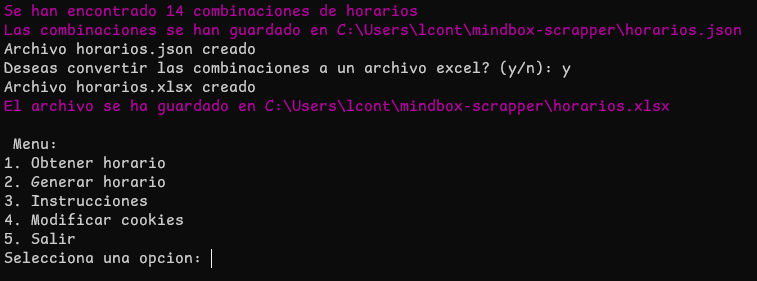 Se han encontrado 14 combinaciones de horarios
Las combinaciones se han guardado en C:\Users\lcont\mindbox-scrapper\horarios.json
Archivo horarios.json creado
Deseas convertir las combinaciones a un archivo excel? (y/n): y
Archivo horarios.xlsx creado
El archivo se ha guardado en C:\Users\lcont\mindbox-scrapper\horarios.xlsx
Menu:
1. Obtener horario
2. Generar horario
3. Instrucciones
4. Modificar cookies
5. Salir
Selecciona una opcion: